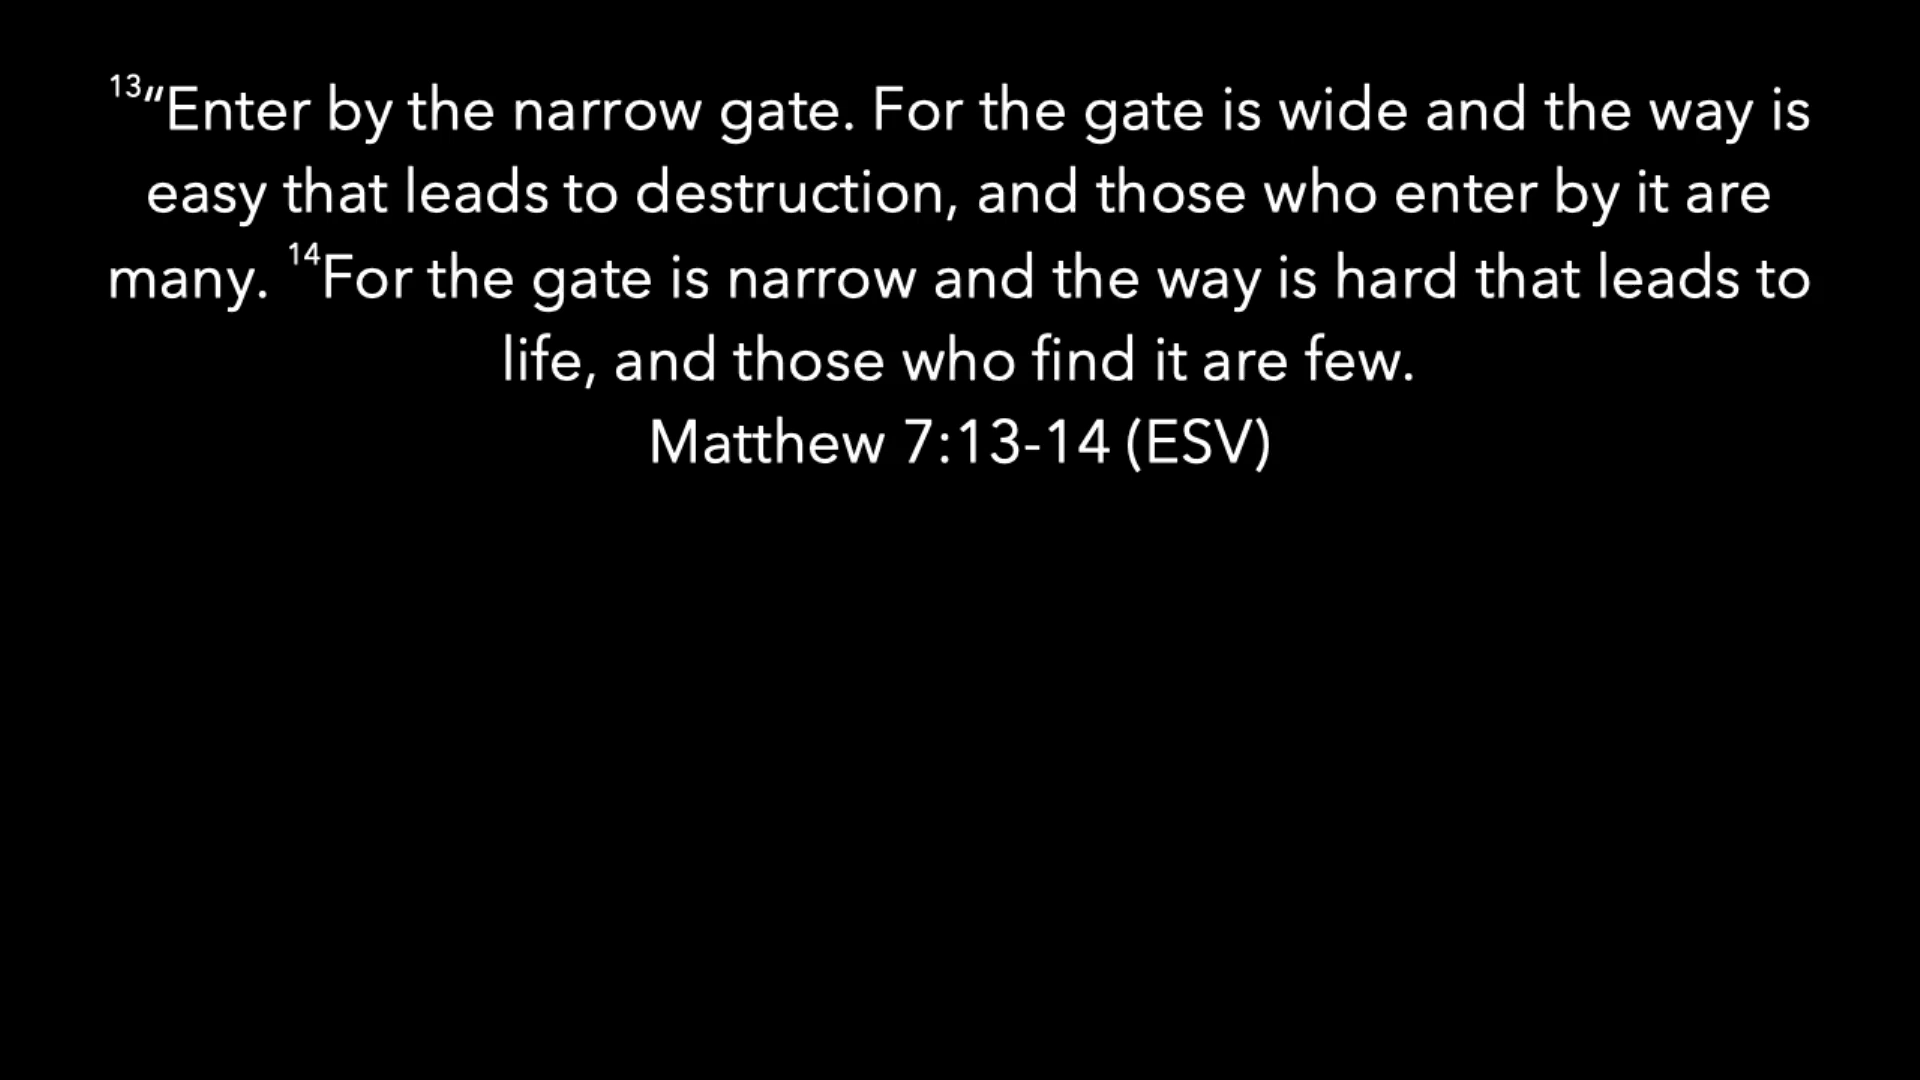 13“Enter by the narrow gate. For the gate is wide and the way is
easy that leads to destruction, and those who enter by it are
many. 14For the gate is narrow and the way is hard that leads to
life, and those who find it are few.
Matthew 7:13-14 (ESV)